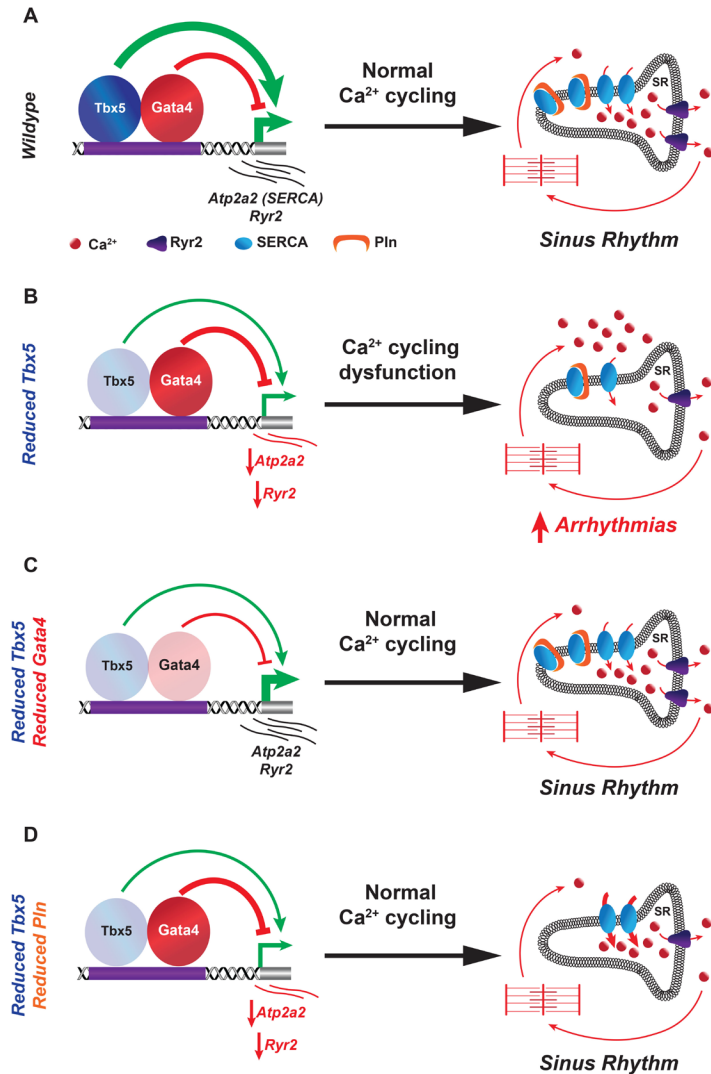 A
Wildype
Tbx5
Gata4
Atp2a2 (SERCA)
Ryr2
Normal
Ca²⁺ cycling
SR
Sinus Rhythm
Ca²⁺
Ryr2
SERCA
Pln
B
Reduced Tbx5
Tbx5
Gata4
Atp2a2
Ryr2
Ca²⁺ cycling
dysfunction
SR
Arrhythmias
C
Reduced Tbx5
Reduced Gata4
Tbx5
Gata4
Atp2a2
Ryr2
Normal
Ca²⁺ cycling
SR
Sinus Rhythm
D
Reduced Tbx5
Reduced Pln
Tbx5
Gata4
Atp2a2
Ryr2
Normal
Ca²⁺ cycling
SR
Sinus Rhythm